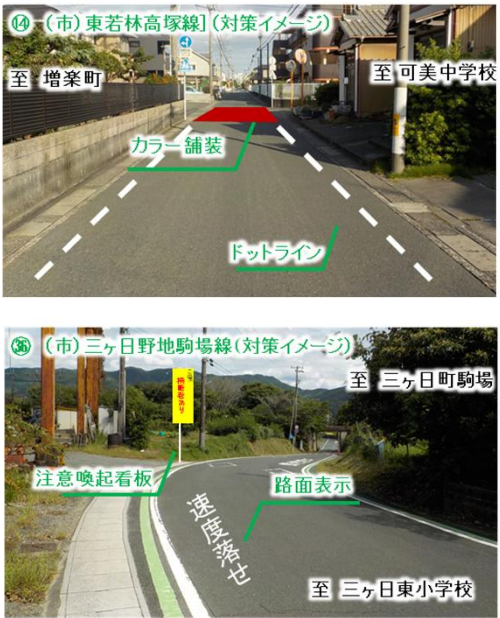 ⑭ (市)東若林高塚線](対策イメージ)
至 増楽町
至 可美中学校
カラー舗装
ドットライン
㊱ (市)三ヶ日野地駒場線(対策イメージ)
至 三ヶ日町駒場
注意喚起看板
路面表示
速度落せ
至 三ヶ日東小学校